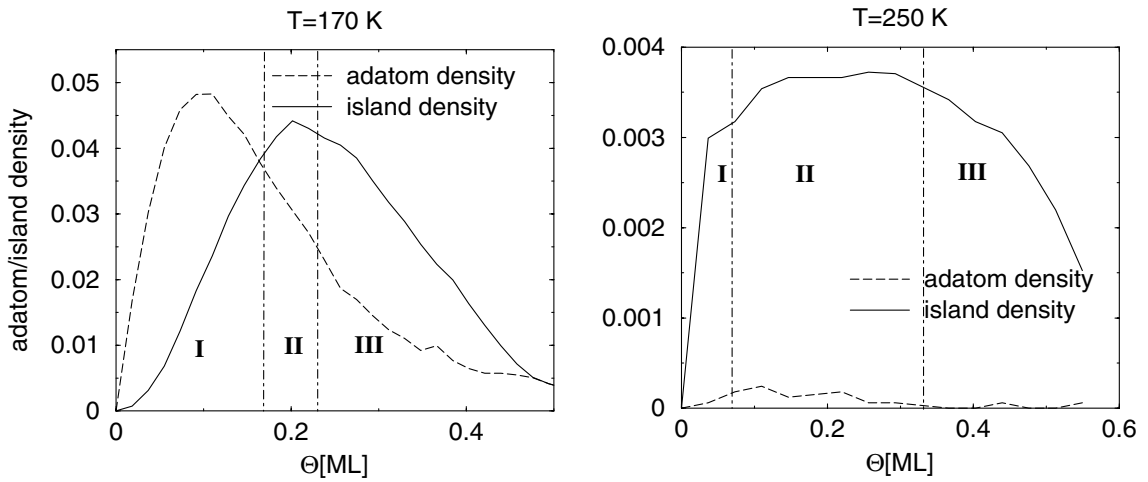 T=170 K
adatom density
island density
0.05
0.04
0.03
0.02
0.01
0
I
II
III
0
0.2
0.4
Θ[ML]
adatom/island density
T=250 K
0.004
0.003
0.002
0.001
0
I
II
III
adatom density
island density
0
0.2
0.4
0.6
Θ[ML]